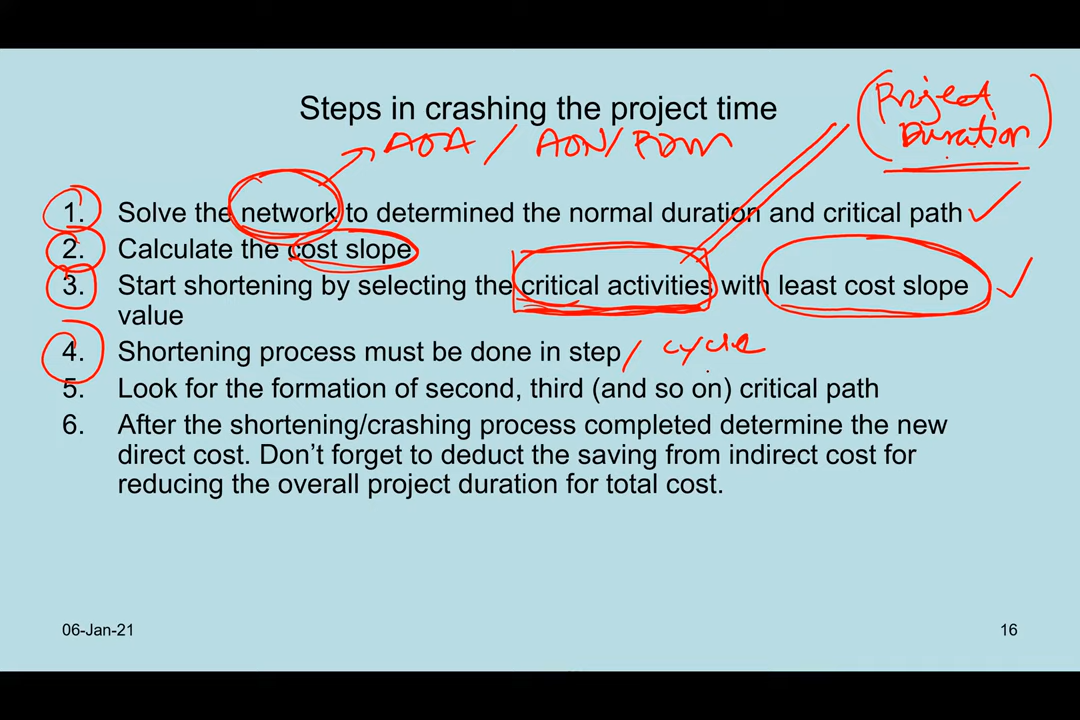 Steps in crashing the project time
(Project
Duration)
AOA / AON / PDM
1. Solve the network to determined the normal duration and critical path
2. Calculate the cost slope
3. Start shortening by selecting the critical activities with least cost slope
value
4. Shortening process must be done in step / cycle
5. Look for the formation of second, third (and so on) critical path
6. After the shortening/crashing process completed determine the new
direct cost. Don't forget to deduct the saving from indirect cost for
reducing the overall project duration for total cost.
06-Jan-21
16